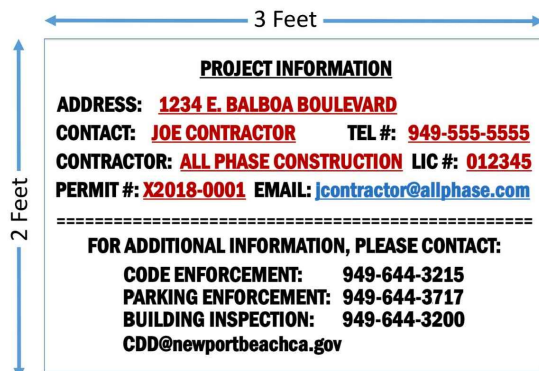 3 Feet
2 Feet
PROJECT INFORMATION
ADDRESS: 1234 E. BALBOA BOULEVARD
CONTACT: JOE CONTRACTOR TEL #: 949-555-5555
CONTRACTOR: ALL PHASE CONSTRUCTION LIC #: 012345
PERMIT #: X2018-0001 EMAIL: jcontractor@allphase.com
==================================================
FOR ADDITIONAL INFORMATION, PLEASE CONTACT:
CODE ENFORCEMENT: 949-644-3215
PARKING ENFORCEMENT: 949-644-3717
BUILDING INSPECTION: 949-644-3200
CDD@newportbeachca.gov